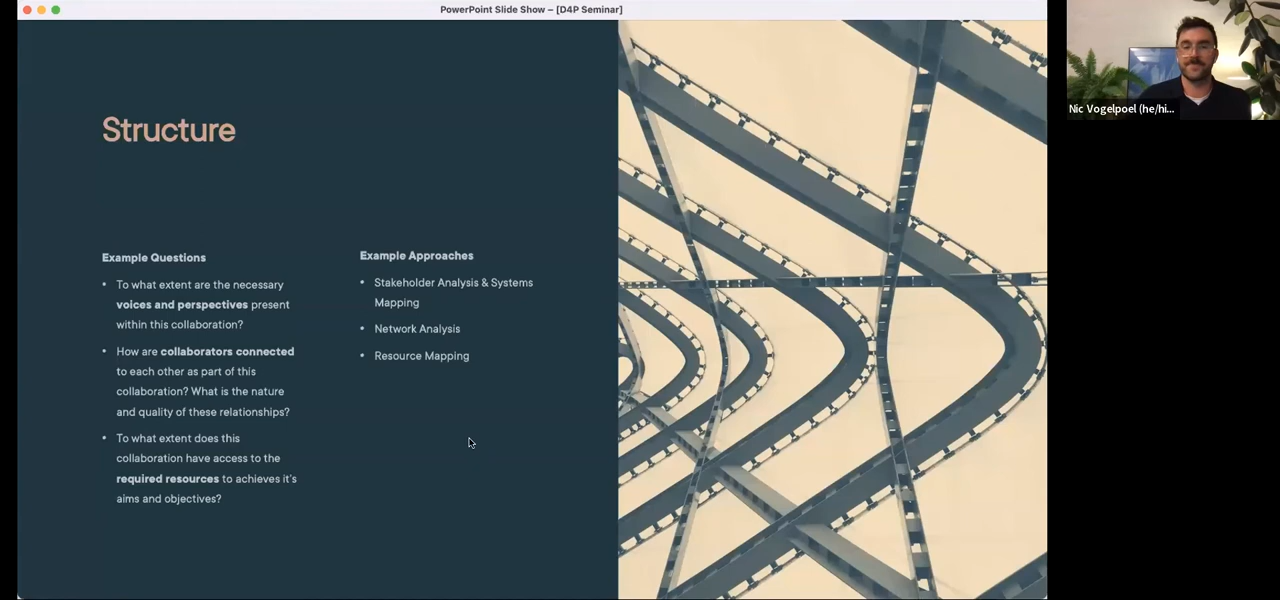 PowerPoint Slide Show – [D4P Seminar]
Nic Vogelpoel (he/hi...
Structure
Example Questions
• To what extent are the necessary
voices and perspectives present
within this collaboration?
• How are collaborators connected
to each other as part of this
collaboration? What is the nature
and quality of these relationships?
• To what extent does this
collaboration have access to the
required resources to achieves it's
aims and objectives?
Example Approaches
• Stakeholder Analysis & Systems
Mapping
• Network Analysis
• Resource Mapping